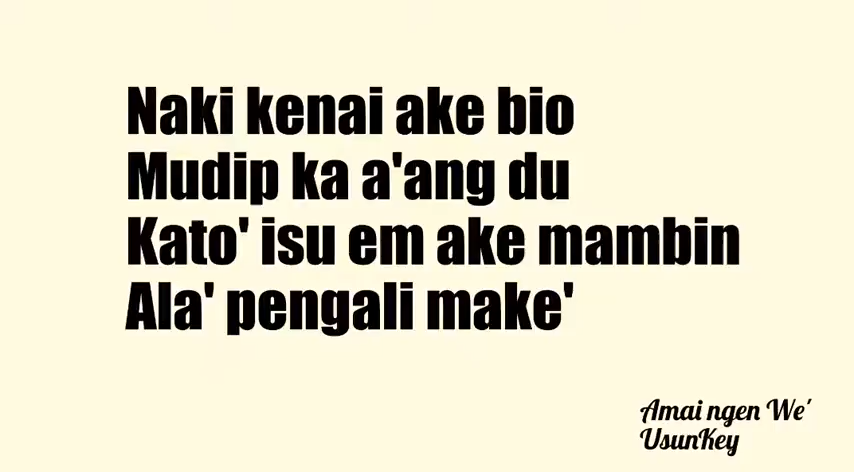 Naki kenai ake bio
Mudip ka a'ang du
Kato' isu em ake mambin
Ala' pengali make'
Amai ngen We'
UsunKey